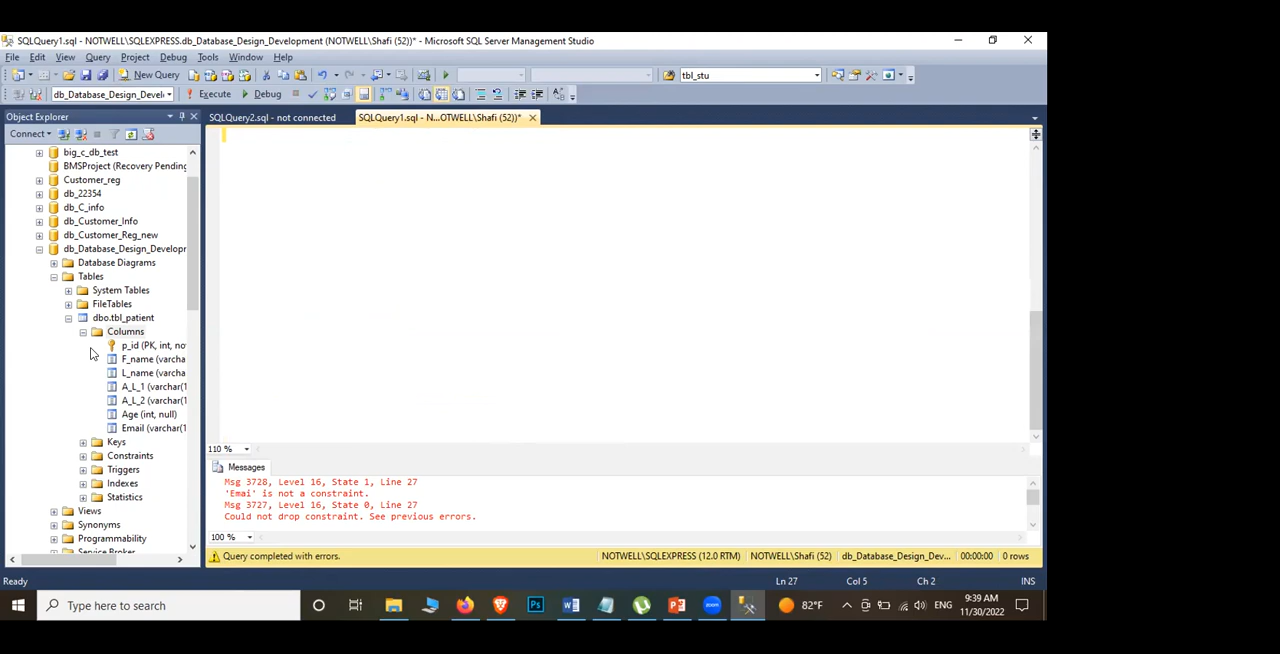 SQLQuery1.sql - NOTWELL\SQLEXPRESS.db_Database_Design_Development (NOTWELL\Shafi (52))* - Microsoft SQL Server Management Studio
File Edit View Query Project Debug Tools Window Help
New Query tbl_stu
db_Database_Design_Devel Execute Debug
Object Explorer SQLQuery2.sql - not connected SQLQuery1.sql - N...OTWELL\Shafi (52))*
Connect
big_c_db_test
BMSProject (Recovery Pending
Customer_reg
db_22354
db_C_info
db_Customer_Info
db_Customer_Reg_new
db_Database_Design_Developr
Database Diagrams
Tables
System Tables
FileTables
dbo.tbl_patient
Columns
p_id (PK, int, no
F_name (varcha
L_name (varcha
A_L_1 (varchar(1
A_L_2 (varchar(1
Age (int, null)
Email (varchar(1
Keys
Constraints
Triggers
Indexes
Statistics
Views
Synonyms
Programmability
Service Broker
110 %
Messages
Msg 3728, Level 16, State 1, Line 27
'Emai' is not a constraint.
Msg 3727, Level 16, State 0, Line 27
Could not drop constraint. See previous errors.
100 %
Query completed with errors. NOTWELL\SQLEXPRESS (12.0 RTM) NOTWELL\Shafi (52) db_Database_Design_Dev... 00:00:00 0 rows
Ready Ln 27 Col 5 Ch 2 INS
Type here to search Ps W P zoom 82°F ENG 9:39 AM
11/30/2022